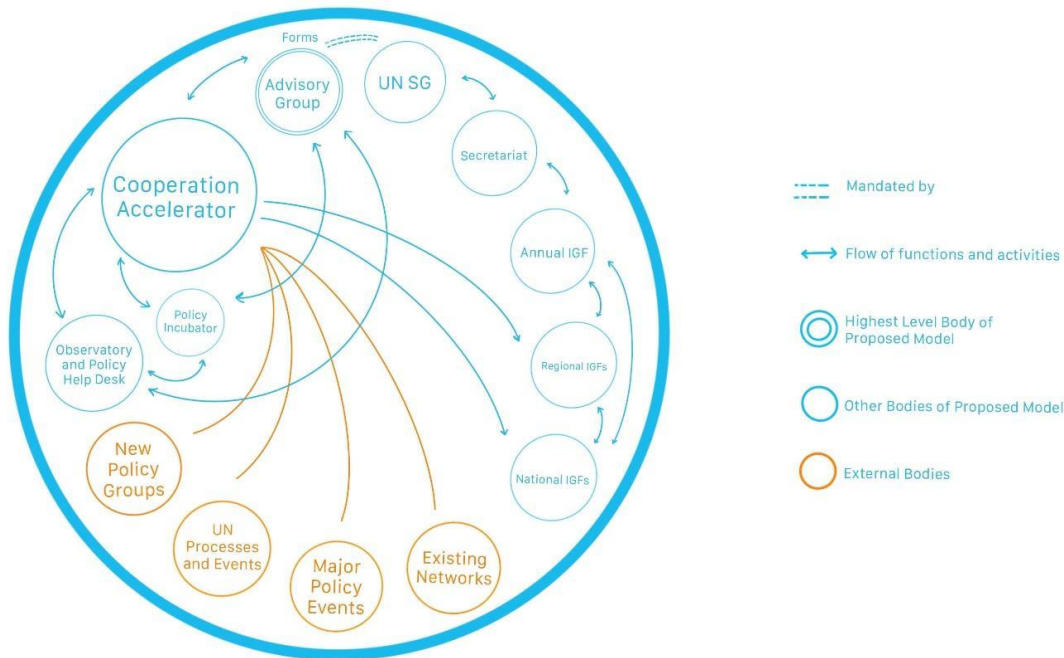 Forms
Advisory
Group
UN SG
Secretariat
Cooperation
Accelerator
Annual IGF
Policy
Incubator
Observatory
and Policy
Help Desk
Regional IGFs
National IGFs
New
Policy
Groups
UN
Processes
and Events
Major
Policy
Events
Existing
Networks
Mandated by
Flow of functions and activities
Highest Level Body of
Proposed Model
Other Bodies of Proposed Model
External Bodies